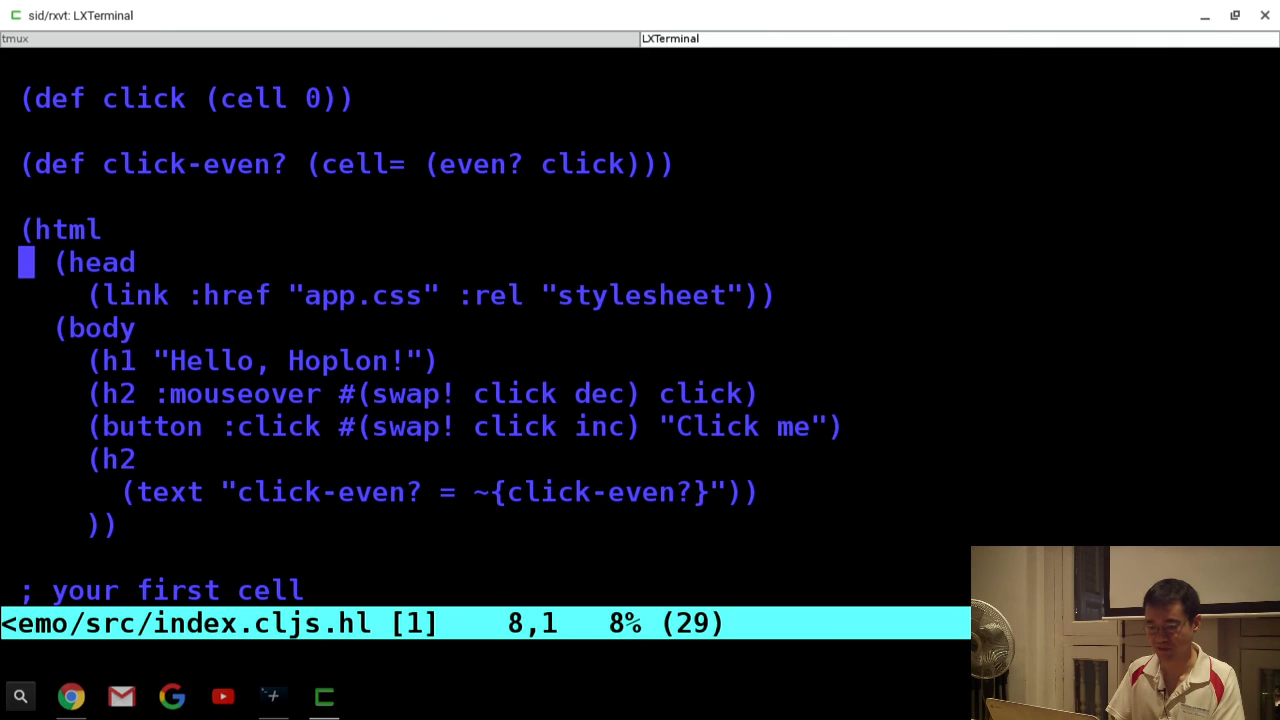 sid/rxvt: LXTerminal
tmux
LXTerminal
(def click (cell 0))
(def click-even? (cell= (even? click)))
(html
(head
(link :href "app.css" :rel "stylesheet"))
(body
(h1 "Hello, Hoplon!")
(h2 :mouseover #(swap! click dec) click)
(button :click #(swap! click inc) "Click me")
(h2
(text "click-even? = ~{click-even?}"))
))
; your first cell
<emo/src/index.cljs.hl [1] 8,1 8% (29)